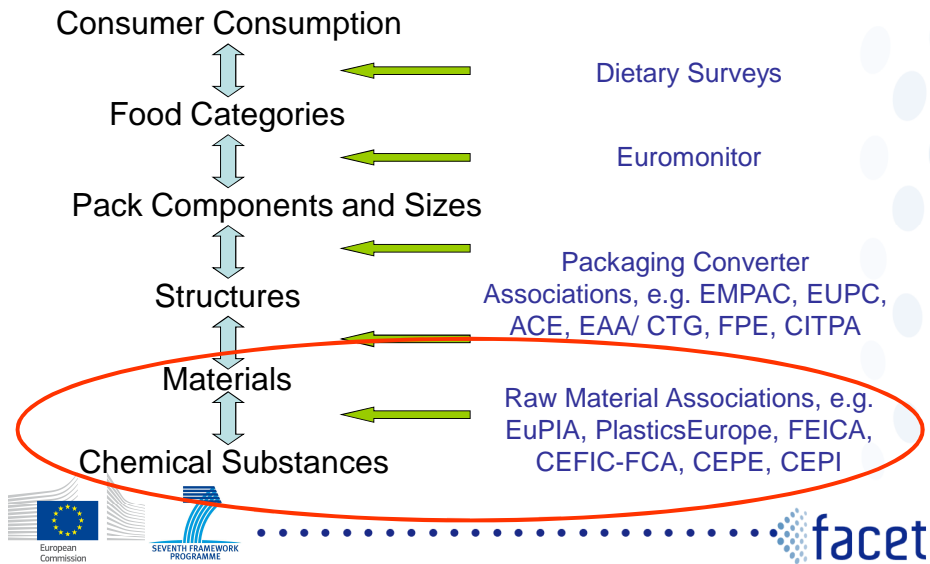 Consumer Consumption
Dietary Surveys
Food Categories
Euromonitor
Pack Components and Sizes
Packaging Converter
Associations, e.g. EMPAC, EUPC,
ACE, EAA/ CTG, FPE, CITPA
Structures
Materials
Raw Material Associations, e.g.
EuPIA, PlasticsEurope, FEICA,
CEFIC-FCA, CEPE, CEPI
Chemical Substances
European
Commission
SEVENTH FRAMEWORK
PROGRAMME
facet